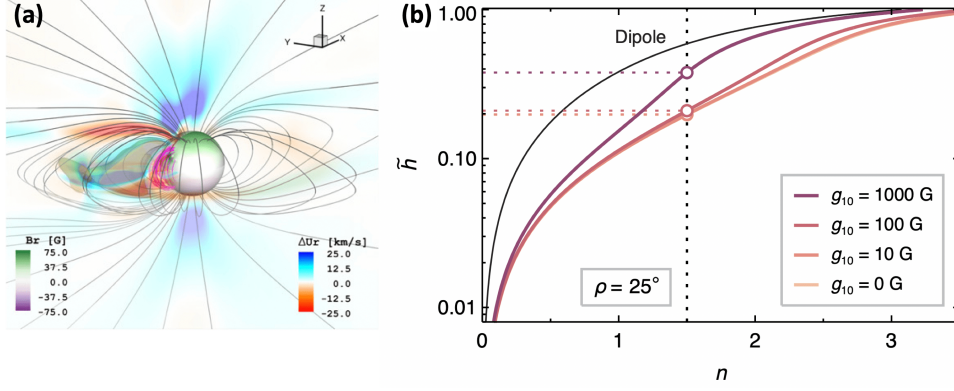 (a)
Z
Y
X
Br [G]
75.0
37.5
0.0
-37.5
-75.0
ΔUr [km/s]
25.0
12.5
0.0
-12.5
-25.0
(b)
1.00
0.10
0.01
h̃
Dipole
g₁₀ = 1000 G
g₁₀ = 100 G
g₁₀ = 10 G
g₁₀ = 0 G
ρ = 25°
0
1
2
3
n